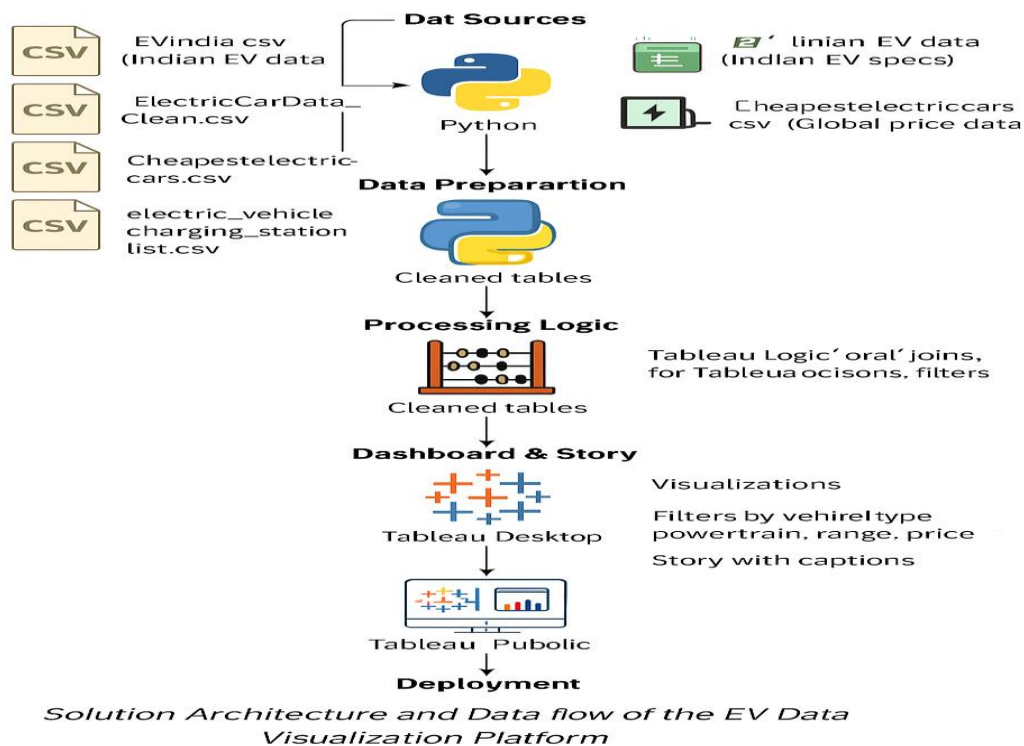 Dat Sources
CSV
EVindia csv
(Indian EV data
CSV
ElectricCarData_
Clean.csv
CSV
Cheapestelectric-
cars.csv
CSV
electric_vehicle
charging_station
list.csv
Python
linian EV data
(Indian EV specs)
Cheapestelectriccars
csv (Global price data
Data Preparartion
Cleaned tables
Processing Logic
Tableau Logic´oral´joins,
for Tableua ocisons, filters
Cleaned tables
Dashboard & Story
Tableau Desktop
Visualizations
Filters by vehirel type
powertrain, range, price
Story with captions
Tableau Pubolic
Deployment
Solution Architecture and Data flow of the EV Data
Visualization Platform